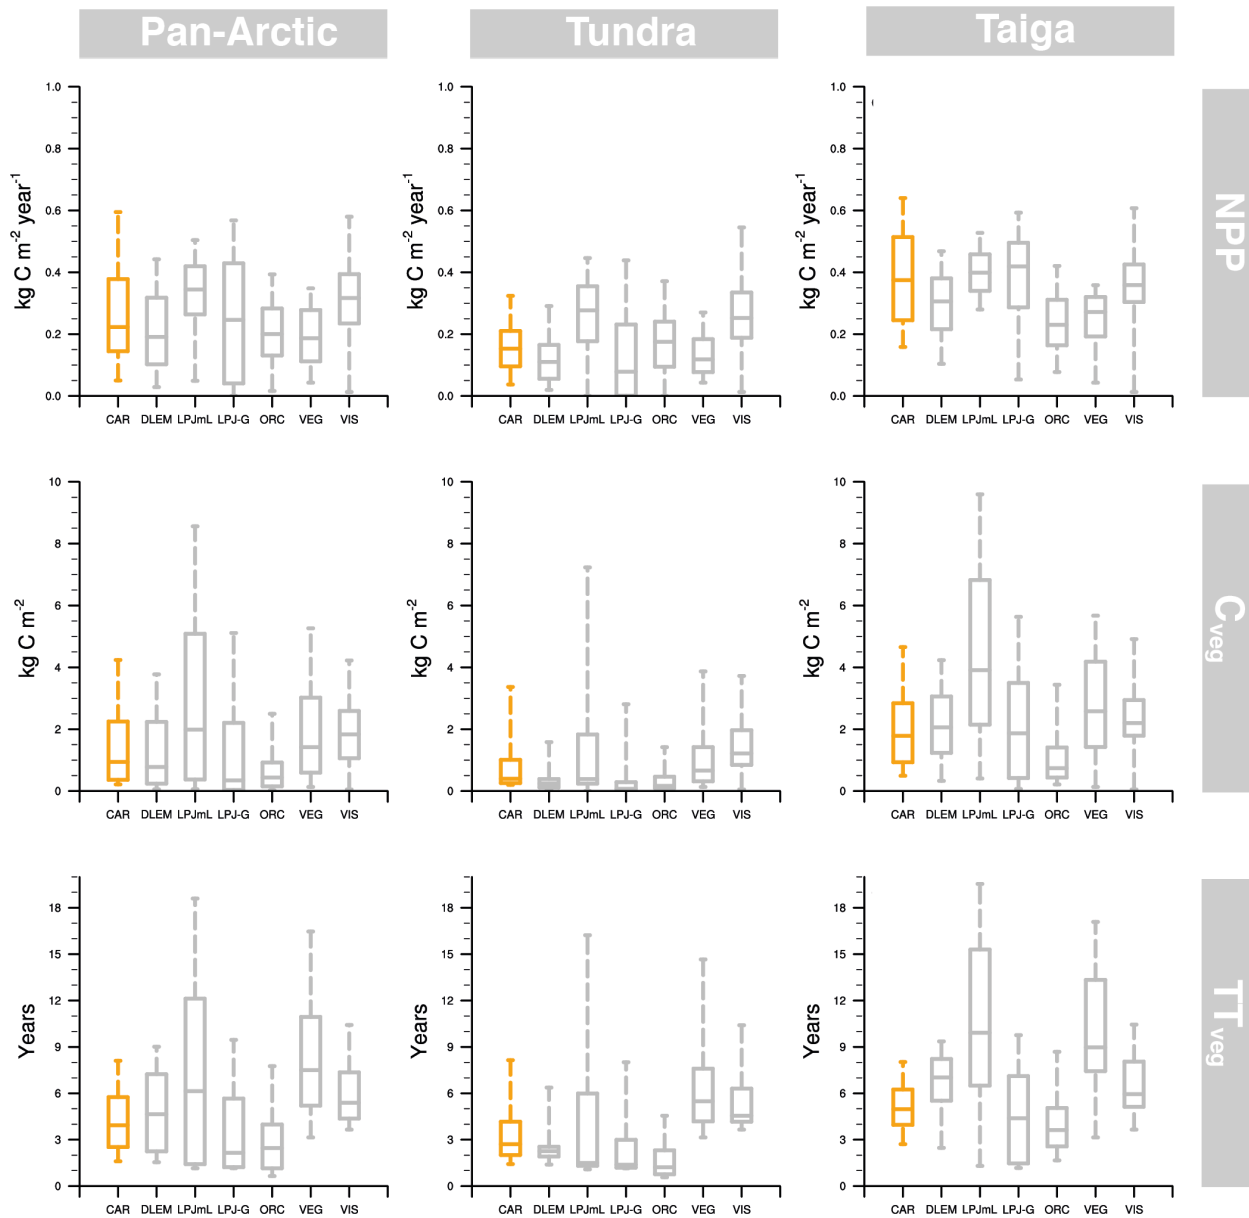 Pan-Arctic Tundra Taiga
NPP
kg C m⁻² year⁻¹
1.0
0.8
0.6
0.4
0.2
0.0
CAR DLEM LPJmL LPJ-G ORC VEG VIS
kg C m⁻² year⁻¹
1.0
0.8
0.6
0.4
0.2
0.0
CAR DLEM LPJmL LPJ-G ORC VEG VIS
kg C m⁻² year⁻¹
1.0
0.8
0.6
0.4
0.2
0.0
CAR DLEM LPJmL LPJ-G ORC VEG VIS
Cveg
kg C m⁻²
10
8
6
4
2
0
CAR DLEM LPJmL LPJ-G ORC VEG VIS
kg C m⁻²
10
8
6
4
2
0
CAR DLEM LPJmL LPJ-G ORC VEG VIS
kg C m⁻²
10
8
6
4
2
0
CAR DLEM LPJmL LPJ-G ORC VEG VIS
TTveg
Years
18
15
12
9
6
3
0
CAR DLEM LPJmL LPJ-G ORC VEG VIS
Years
18
15
12
9
6
3
0
CAR DLEM LPJmL LPJ-G ORC VEG VIS
Years
18
15
12
9
6
3
0
CAR DLEM LPJmL LPJ-G ORC VEG VIS